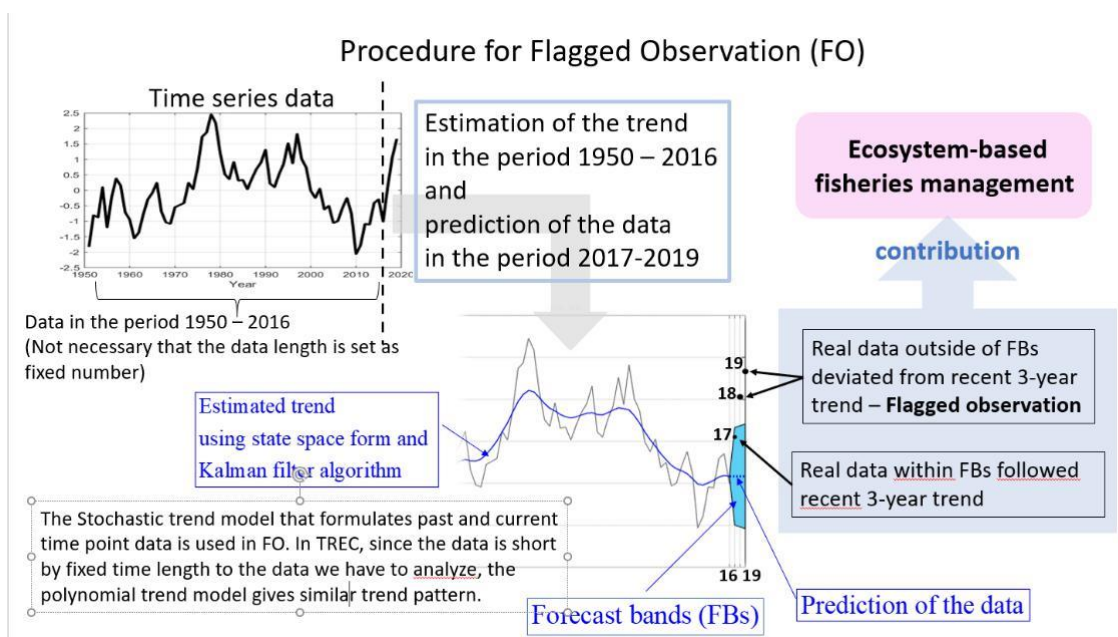 Procedure for Flagged Observation (FO)
Time series data
2.5
2
1.5
1
0.5
0
-0.5
-1
-1.5
-2
-2.5
1950 1960 1970 1980 1990 2000 2010 2020
Year
Data in the period 1950 – 2016
(Not necessary that the data length is set as
fixed number)
Estimation of the trend
in the period 1950 – 2016
and
prediction of the data
in the period 2017-2019
Ecosystem-based
fisheries management
contribution
Real data outside of FBs
deviated from recent 3-year
trend – Flagged observation
Real data within FBs followed
recent 3-year trend
19
18
17
16 19
Estimated trend
using state space form and
Kalman filter algorithm
The Stochastic trend model that formulates past and current
time point data is used in FO. In TREC, since the data is short
by fixed time length to the data we have to analyze, the
polynomial trend model gives similar trend pattern.
Forecast bands (FBs)
Prediction of the data